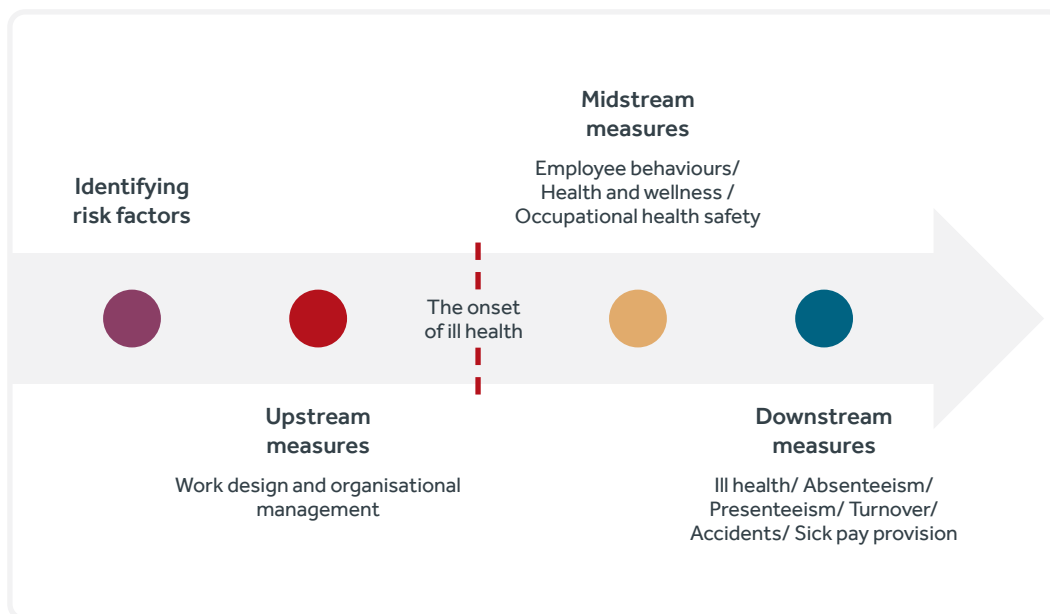 Identifying
risk factors
Upstream
measures
Work design and organisational
management
The onset
of ill health
Midstream
measures
Employee behaviours/
Health and wellness /
Occupational health safety
Downstream
measures
Ill health/ Absenteeism/
Presenteeism/ Turnover/
Accidents/ Sick pay provision